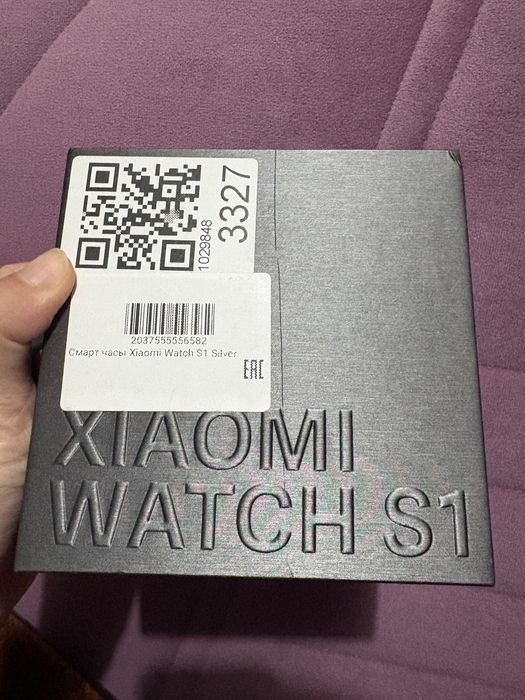 1029848
3327
2037555556582
Смарт часы Xiaomi Watch S1 Silver
EAC
XIAOMI
WATCH S1